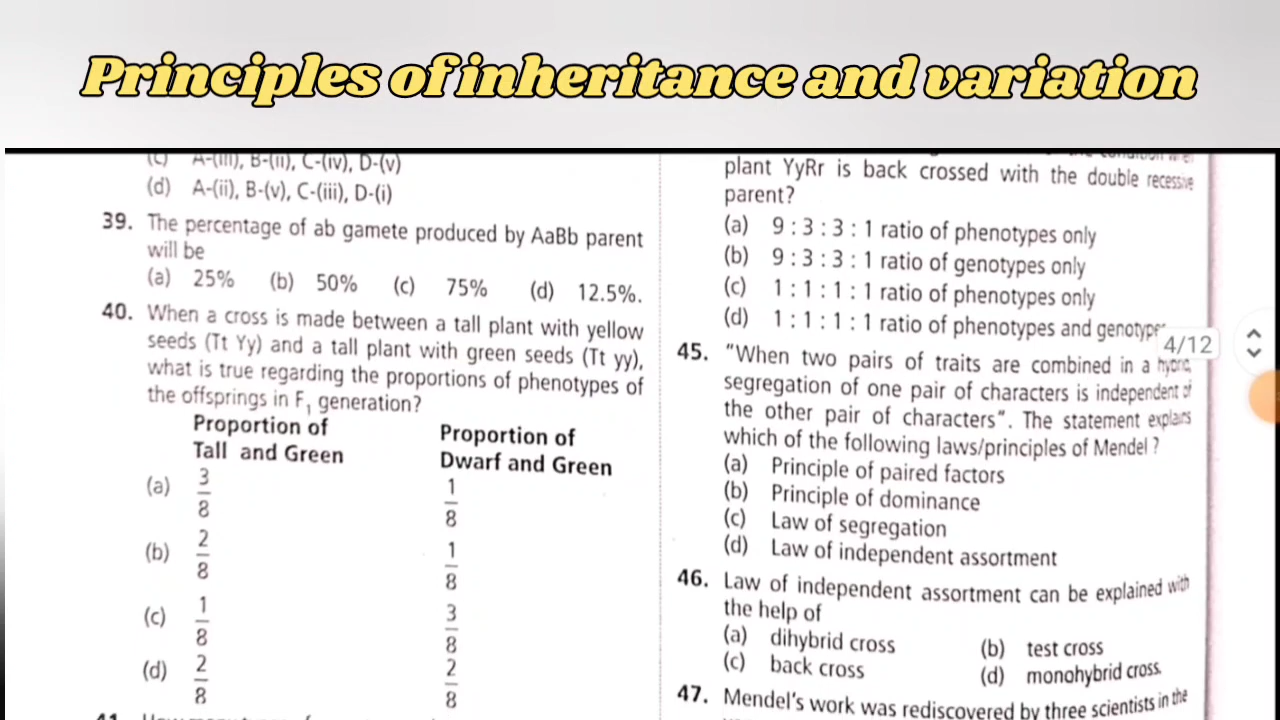 Principles of inheritance and variation
(c) A-(iii), B-(ii), C-(iv), D-(v)
(d) A-(ii), B-(v), C-(iii), D-(i)
39. The percentage of ab gamete produced by AaBb parent
will be
(a) 25% (b) 50% (c) 75% (d) 12.5%.
40. When a cross is made between a tall plant with yellow
seeds (Tt Yy) and a tall plant with green seeds (Tt yy),
what is true regarding the proportions of phenotypes of
the offsprings in F₁ generation?
Proportion of Proportion of
Tall and Green Dwarf and Green
(a) 3/8 1/8
(b) 2/8 1/8
(c) 1/8 3/8
(d) 2/8 2/8
41. How many types of
plant YyRr is back crossed with the double recessive
parent?
(a) 9 : 3 : 3 : 1 ratio of phenotypes only
(b) 9 : 3 : 3 : 1 ratio of genotypes only
(c) 1 : 1 : 1 : 1 ratio of phenotypes only
(d) 1 : 1 : 1 : 1 ratio of phenotypes and genotype
4/12
45. "When two pairs of traits are combined in a
segregation of one pair of characters is independent of
the other pair of characters". The statement explains
which of the following laws/principles of Mendel ?
(a) Principle of paired factors
(b) Principle of dominance
(c) Law of segregation
(d) Law of independent assortment
46. Law of independent assortment can be explained with
the help of
(a) dihybrid cross (b) test cross
(c) back cross (d) monohybrid cross.
47. Mendel's work was rediscovered by three scientists in the